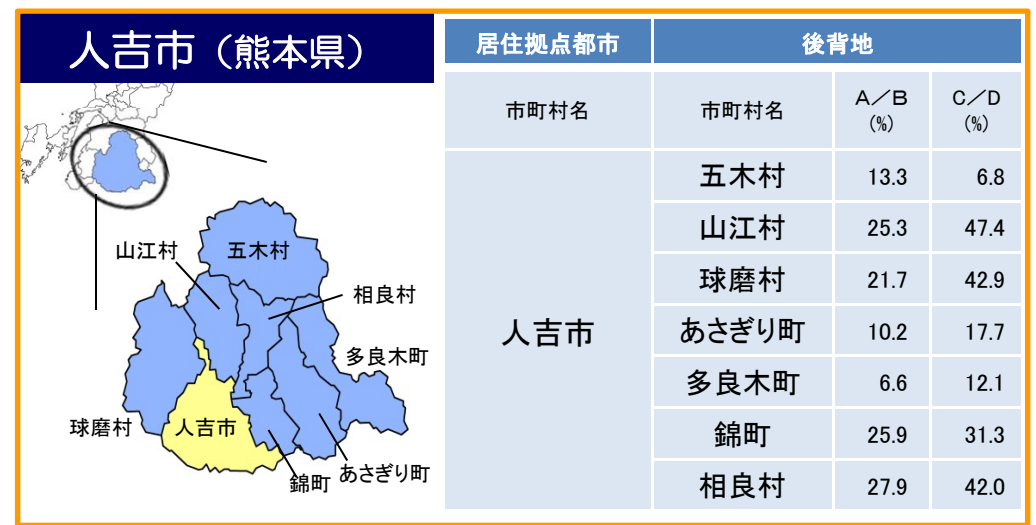 人吉市（熊本県）
五木村
山江村
相良村
多良木町
球磨村
人吉市
あさぎり町
錦町
居住拠点都市 後背地
市町村名 市町村名 A／B (%) C／D (%)
人吉市
五木村 13.3 6.8
山江村 25.3 47.4
球磨村 21.7 42.9
あさぎり町 10.2 17.7
多良木町 6.6 12.1
錦町 25.9 31.3
相良村 27.9 42.0